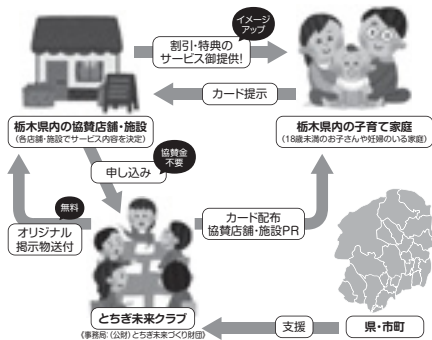 イメージ
アップ
割引・特典の
サービス御提供!
カード提示
栃木県内の協賛店舗・施設
(各店舗・施設でサービス内容を決定)
栃木県内の子育て家庭
(18歳未満のお子さんや妊婦のいる家庭)
協賛金
不要
申し込み
無料
オリジナル
掲示物送付
カード配布
協賛店舗・施設PR
とちぎ未来クラブ
(事務局:(公財)とちぎ未来づくり財団)
支援
県・市町